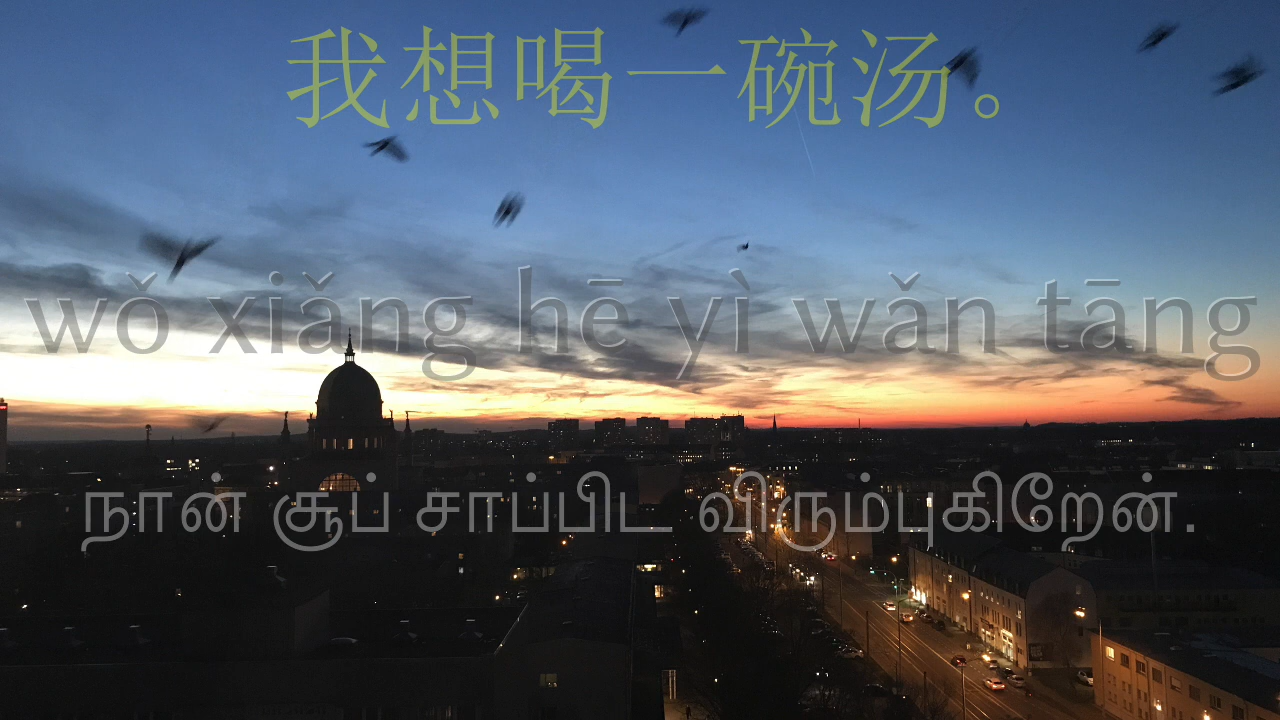 我想喝一碗汤。
wǒ xiǎng hē yì wǎn tāng
நான் சூப் சாப்பிட விரும்புகிறேன்.